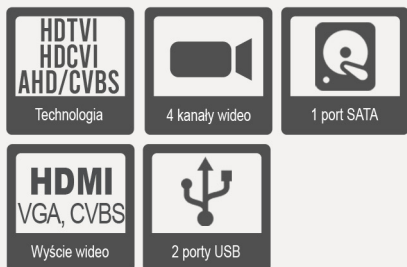 HDTVI
HDCVI
AHD/CVBS
Technologia
4 kanały wideo
1 port SATA
HDMI
VGA, CVBS
Wyście wideo
2 porty USB